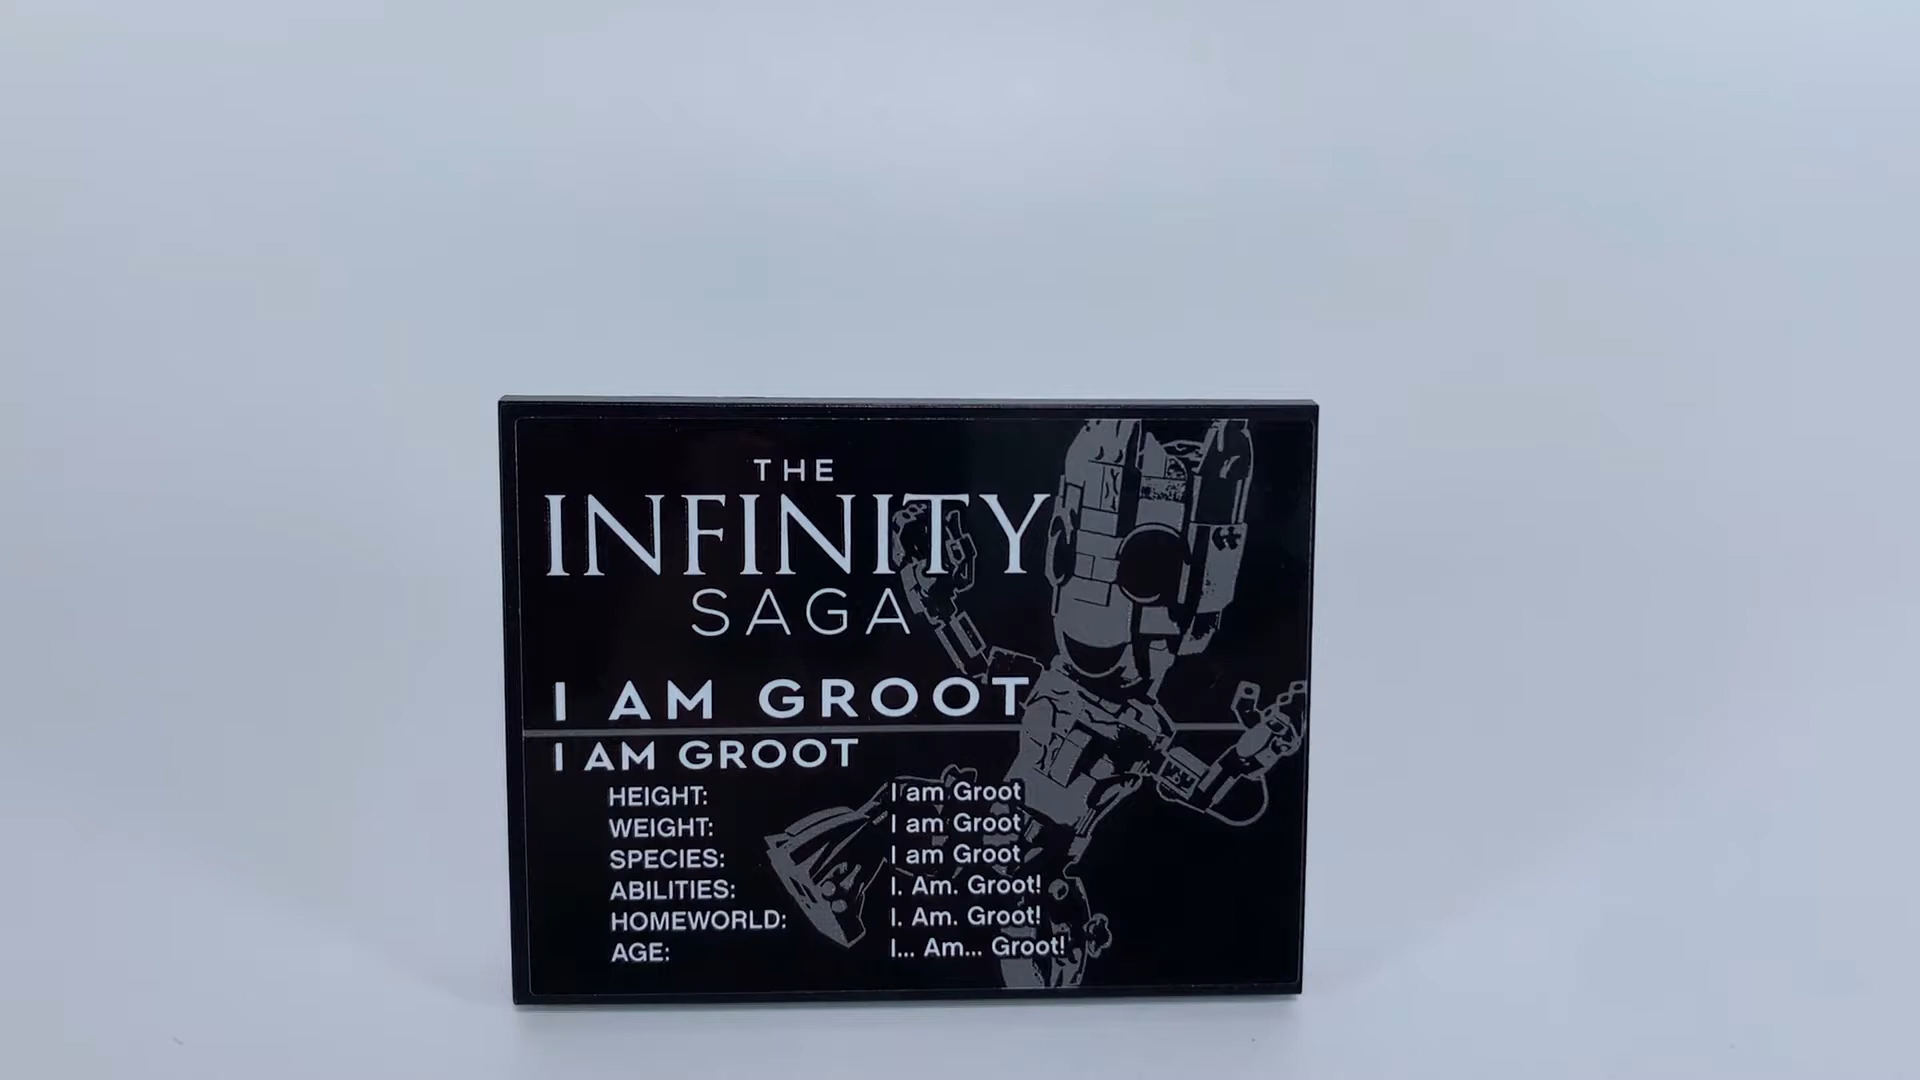 THE
INFINITY
SAGA
I AM GROOT
I AM GROOT
HEIGHT: I am Groot
WEIGHT: I am Groot
SPECIES: I am Groot
ABILITIES: I. Am. Groot!
HOMEWORLD: I. Am. Groot!
AGE: I... Am... Groot!